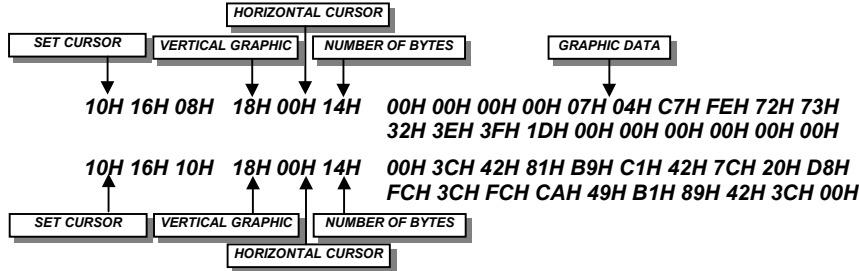 HORIZONTAL CURSOR
SET CURSOR VERTICAL GRAPHIC NUMBER OF BYTES GRAPHIC DATA
10H 16H 08H 18H 00H 14H 00H 00H 00H 00H 07H 04H C7H FEH 72H 73H
32H 3EH 3FH 1DH 00H 00H 00H 00H 00H 00H
10H 16H 10H 18H 00H 14H 00H 3CH 42H 81H B9H C1H 42H 7CH 20H D8H
FCH 3CH FCH CAH 49H B1H 89H 42H 3CH 00H
SET CURSOR VERTICAL GRAPHIC NUMBER OF BYTES
HORIZONTAL CURSOR